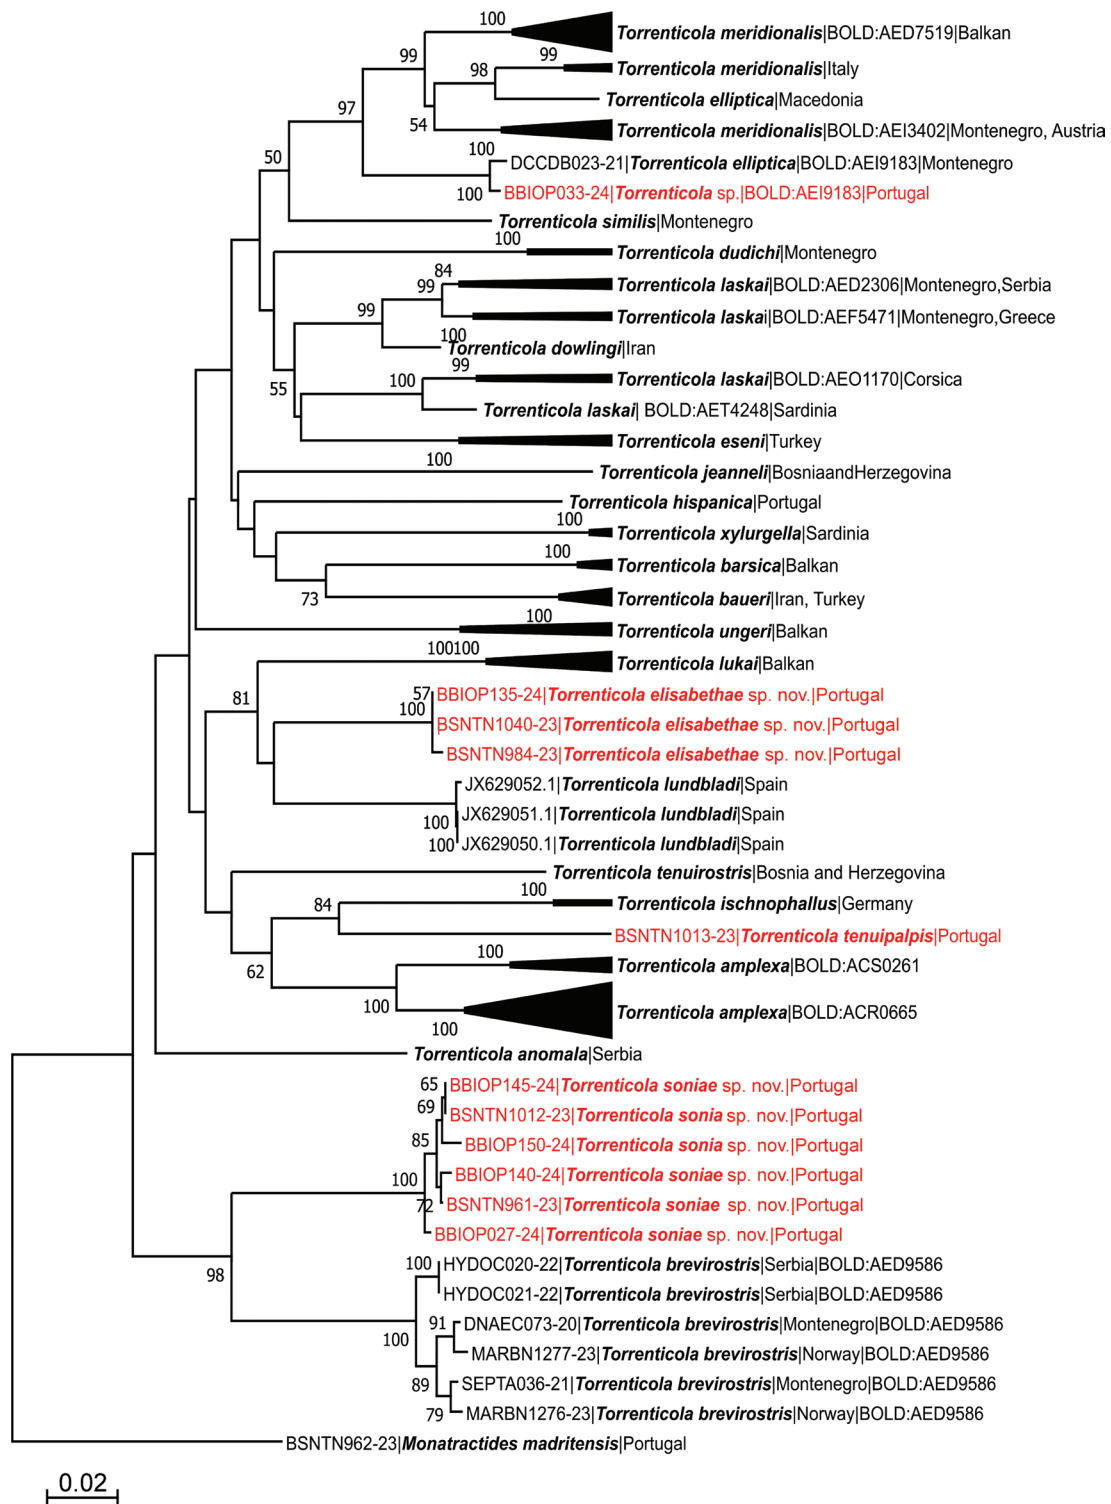 100
Torrenticola meridionalis|BOLD:AED7519|Balkan
99
99
Torrenticola meridionalis|Italy
98
Torrenticola elliptica|Macedonia
97
54
Torrenticola meridionalis|BOLD:AEI3402|Montenegro, Austria
50
100
DCCDB023-21|Torrenticola elliptica|BOLD:AEI9183|Montenegro
100
BBIOP033-24|Torrenticola sp.|BOLD:AEI9183|Portugal
Torrenticola similis|Montenegro
100
Torrenticola dudichi|Montenegro
84
99
Torrenticola laskai|BOLD:AED2306|Montenegro,Serbia
99
Torrenticola laskai|BOLD:AEF5471|Montenegro,Greece
100
Torrenticola dowlingi|Iran
99
55
100
Torrenticola laskai|BOLD:AEO1170|Corsica
Torrenticola laskai| BOLD:AET4248|Sardinia
Torrenticola eseni|Turkey
100
Torrenticola jeanneli|BosniaandHerzegovina
Torrenticola hispanica|Portugal
100
Torrenticola xylurgella|Sardinia
100
Torrenticola barsica|Balkan
73
Torrenticola baueri|Iran, Turkey
100
Torrenticola ungeri|Balkan
100100
Torrenticola lukai|Balkan
81
57
BBIOP135-24|Torrenticola elisabethae sp. nov.|Portugal
100
BSNTN1040-23|Torrenticola elisabethae sp. nov.|Portugal
BSNTN984-23|Torrenticola elisabethae sp. nov.|Portugal
JX629052.1|Torrenticola lundbladi|Spain
100
JX629051.1|Torrenticola lundbladi|Spain
100
JX629050.1|Torrenticola lundbladi|Spain
Torrenticola tenuirostris|Bosnia and Herzegovina
100
84
Torrenticola ischnophallus|Germany
BSNTN1013-23|Torrenticola tenuipalpis|Portugal
100
62
Torrenticola amplexa|BOLD:ACS0261
100
Torrenticola amplexa|BOLD:ACR0665
100
Torrenticola anomala|Serbia
65
BBIOP145-24|Torrenticola soniae sp. nov.|Portugal
69
BSNTN1012-23|Torrenticola sonia sp. nov.|Portugal
85
BBIOP150-24|Torrenticola sonia sp. nov.|Portugal
100
BBIOP140-24|Torrenticola soniae sp. nov.|Portugal
72
BSNTN961-23|Torrenticola soniae sp. nov.|Portugal
BBIOP027-24|Torrenticola soniae sp. nov.|Portugal
98
100
HYDOC020-22|Torrenticola brevirostris|Serbia|BOLD:AED9586
HYDOC021-22|Torrenticola brevirostris|Serbia|BOLD:AED9586
100
91
DNAEC073-20|Torrenticola brevirostris|Montenegro|BOLD:AED9586
MARBN1277-23|Torrenticola brevirostris|Norway|BOLD:AED9586
89
SEPTA036-21|Torrenticola brevirostris|Montenegro|BOLD:AED9586
79
MARBN1276-23|Torrenticola brevirostris|Norway|BOLD:AED9586
BSNTN962-23|Monatractides madritensis|Portugal
0.02